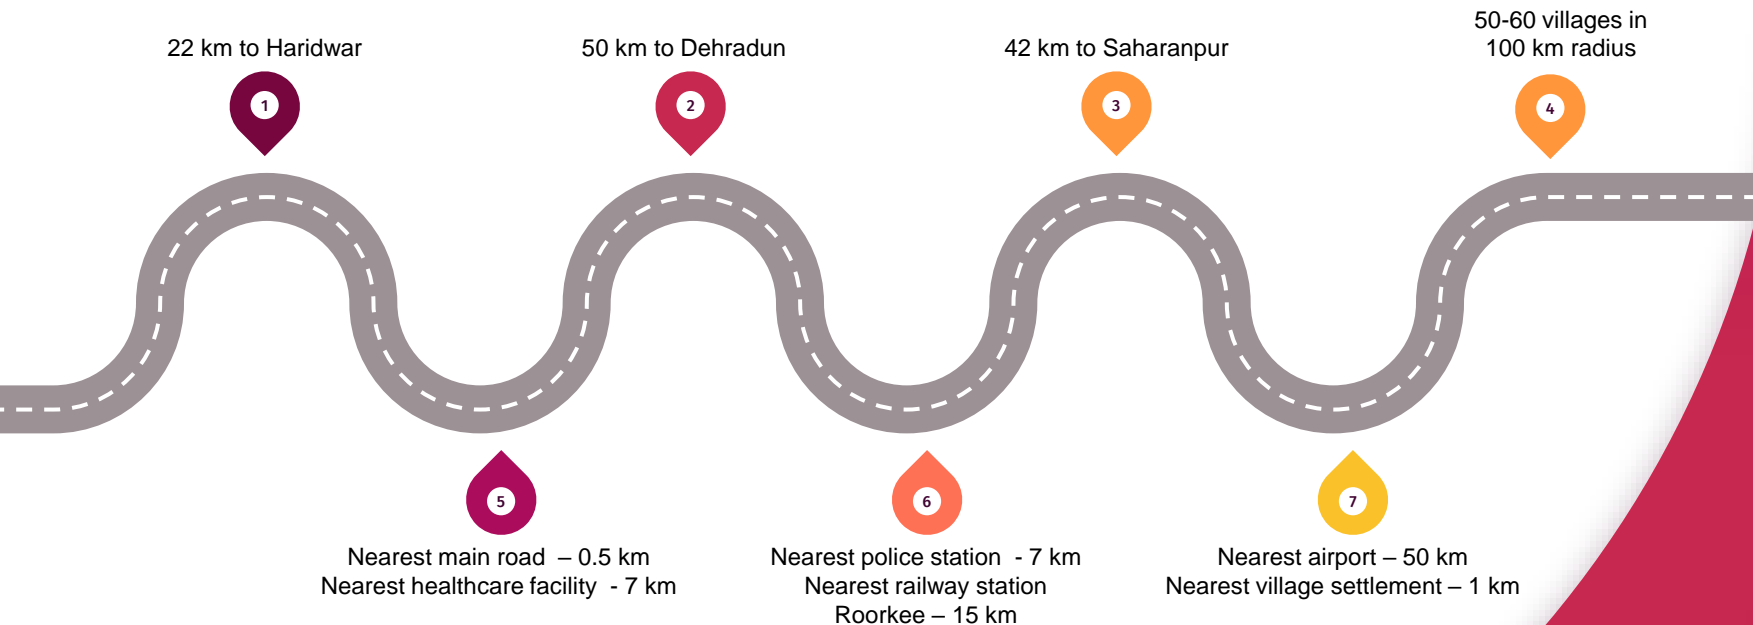 22 km to Haridwar
1
50 km to Dehradun
2
42 km to Saharanpur
3
50-60 villages in
100 km radius
4
5
Nearest main road – 0.5 km
Nearest healthcare facility - 7 km
6
Nearest police station - 7 km
Nearest railway station
Roorkee – 15 km
7
Nearest airport – 50 km
Nearest village settlement – 1 km